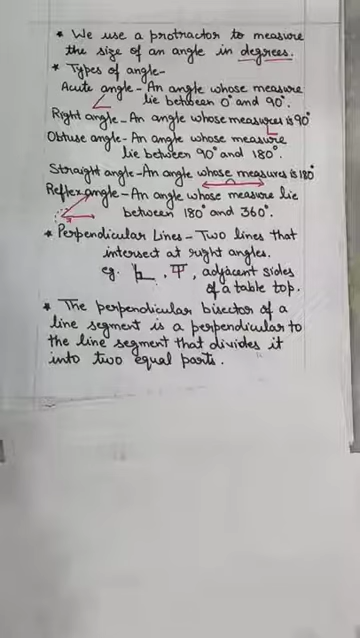 * We use a protractor to measure
the size of an angle in degrees.
* Types of angle-
Acute angle - An angle whose measure
lie between 0° and 90°.
Right angle - An angle whose measures is 90°
Obtuse angle - An angle whose measure
lie between 90° and 180°.
Straight angle - An angle whose measures is 180°
Reflex angle - An angle whose measure lie
between 180° and 360°.
* Perpendicular Lines - Two lines that
intersect at right angles.
eg. , , adjacent sides
of a table top.
* The perpendicular bisector of a
line segment is a perpendicular to
the line segment that divides it
into two equal parts.